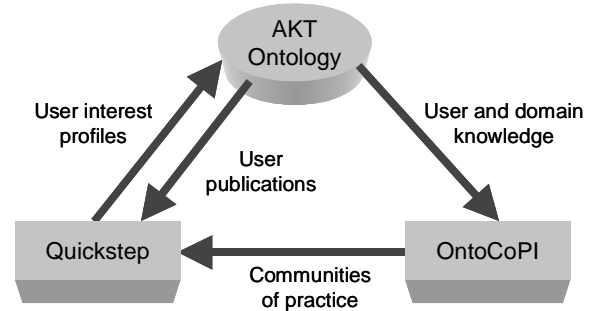 AKT
Ontology
User interest
profiles
User and domain
knowledge
User
publications
Quickstep
OntoCoPI
Communities
of practice